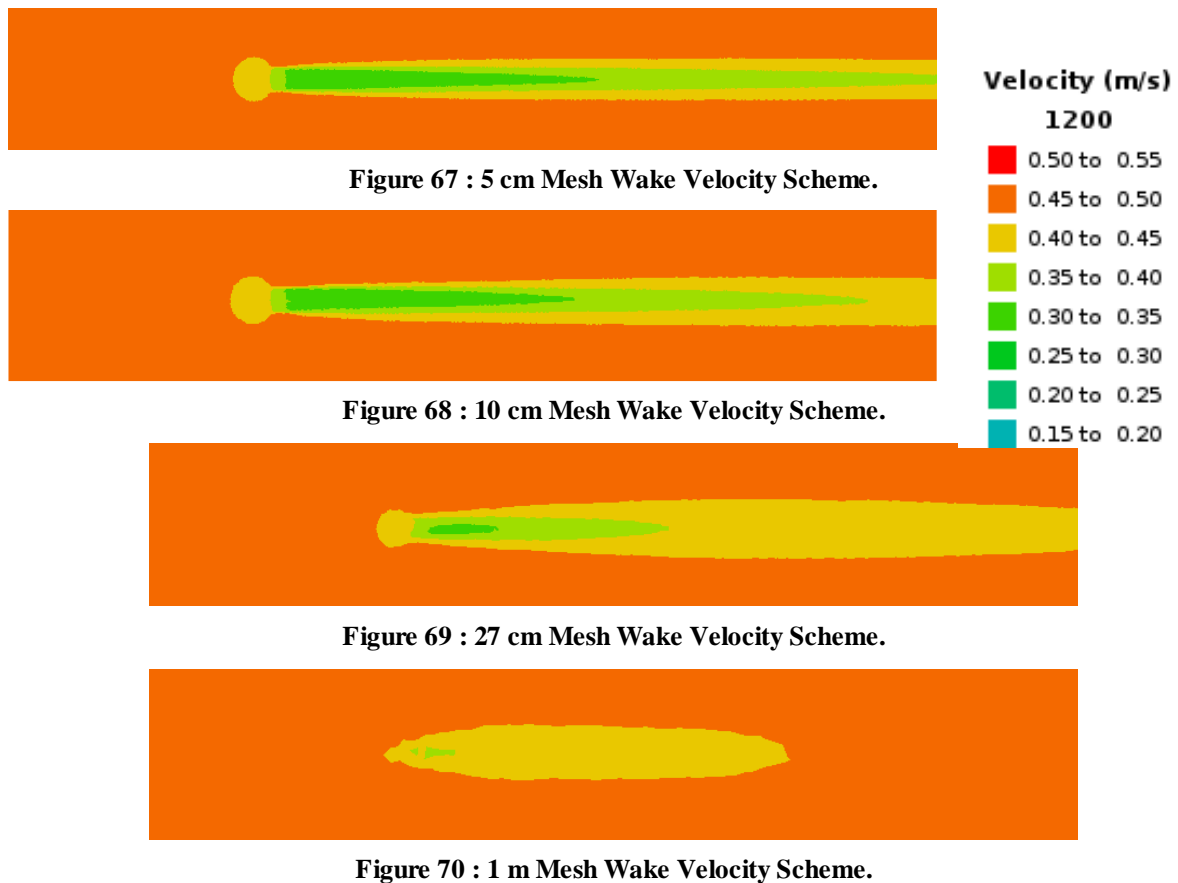 Velocity (m/s)
1200
0.50 to 0.55
0.45 to 0.50
0.40 to 0.45
0.35 to 0.40
0.30 to 0.35
0.25 to 0.30
0.20 to 0.25
0.15 to 0.20
Figure 67 : 5 cm Mesh Wake Velocity Scheme.
Figure 68 : 10 cm Mesh Wake Velocity Scheme.
Figure 69 : 27 cm Mesh Wake Velocity Scheme.
Figure 70 : 1 m Mesh Wake Velocity Scheme.